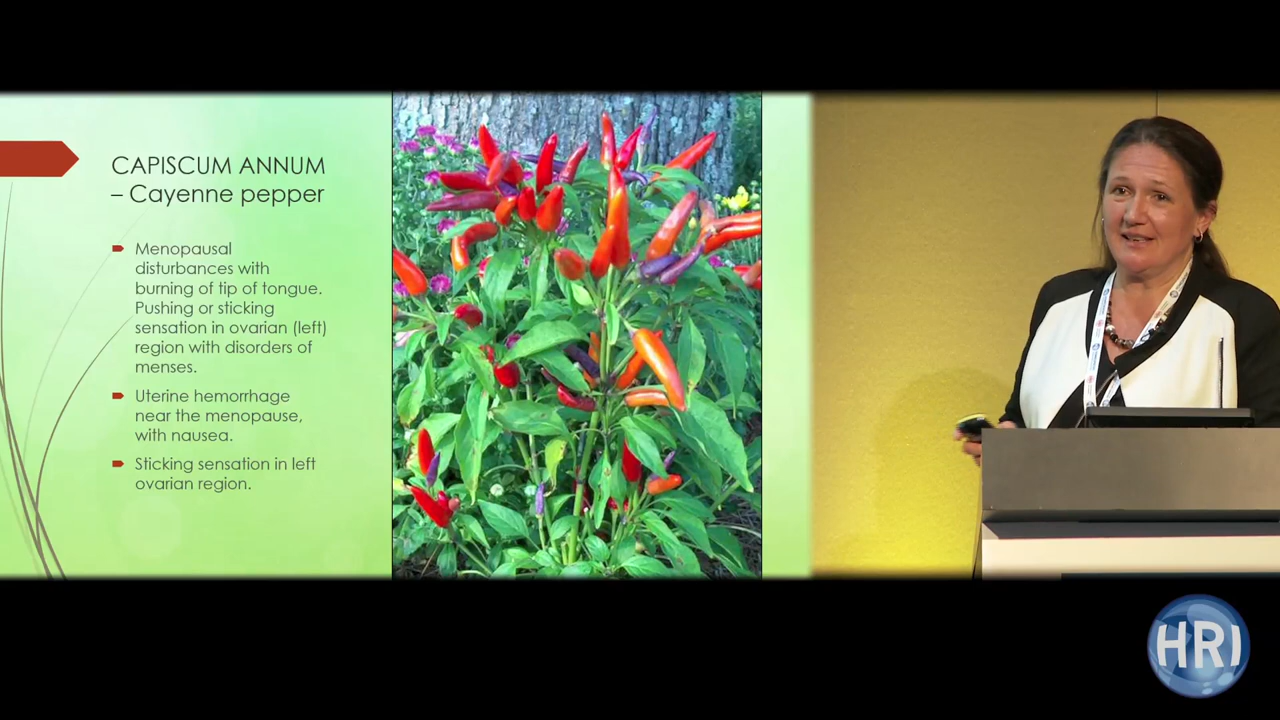 CAPISCUM ANNUM
– Cayenne pepper
Menopausal
disturbances with
burning of tip of tongue.
Pushing or sticking
sensation in ovarian (left)
region with disorders of
menses.
Uterine hemorrhage
near the menopause,
with nausea.
Sticking sensation in left
ovarian region.
HRI